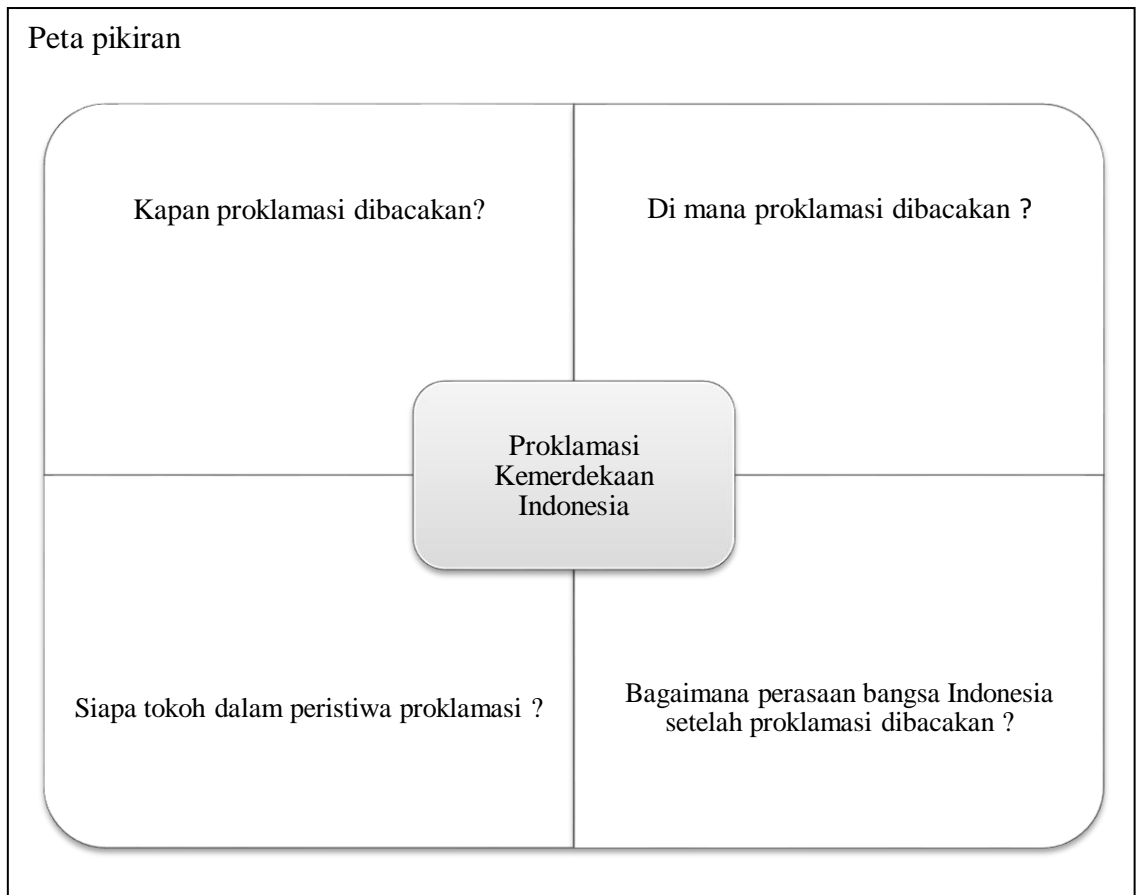 Peta pikiran
Kapan proklamasi dibacakan?
Di mana proklamasi dibacakan ?
Proklamasi
Kemerdekaan
Indonesia
Siapa tokoh dalam peristiwa proklamasi ?
Bagaimana perasaan bangsa Indonesia
setelah proklamasi dibacakan ?